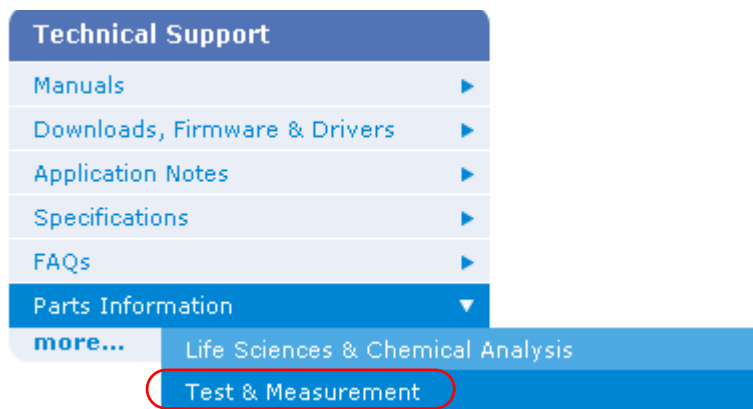 Technical Support
Manuals
Downloads, Firmware & Drivers
Application Notes
Specifications
FAQs
Parts Information
more...
Life Sciences & Chemical Analysis
Test & Measurement